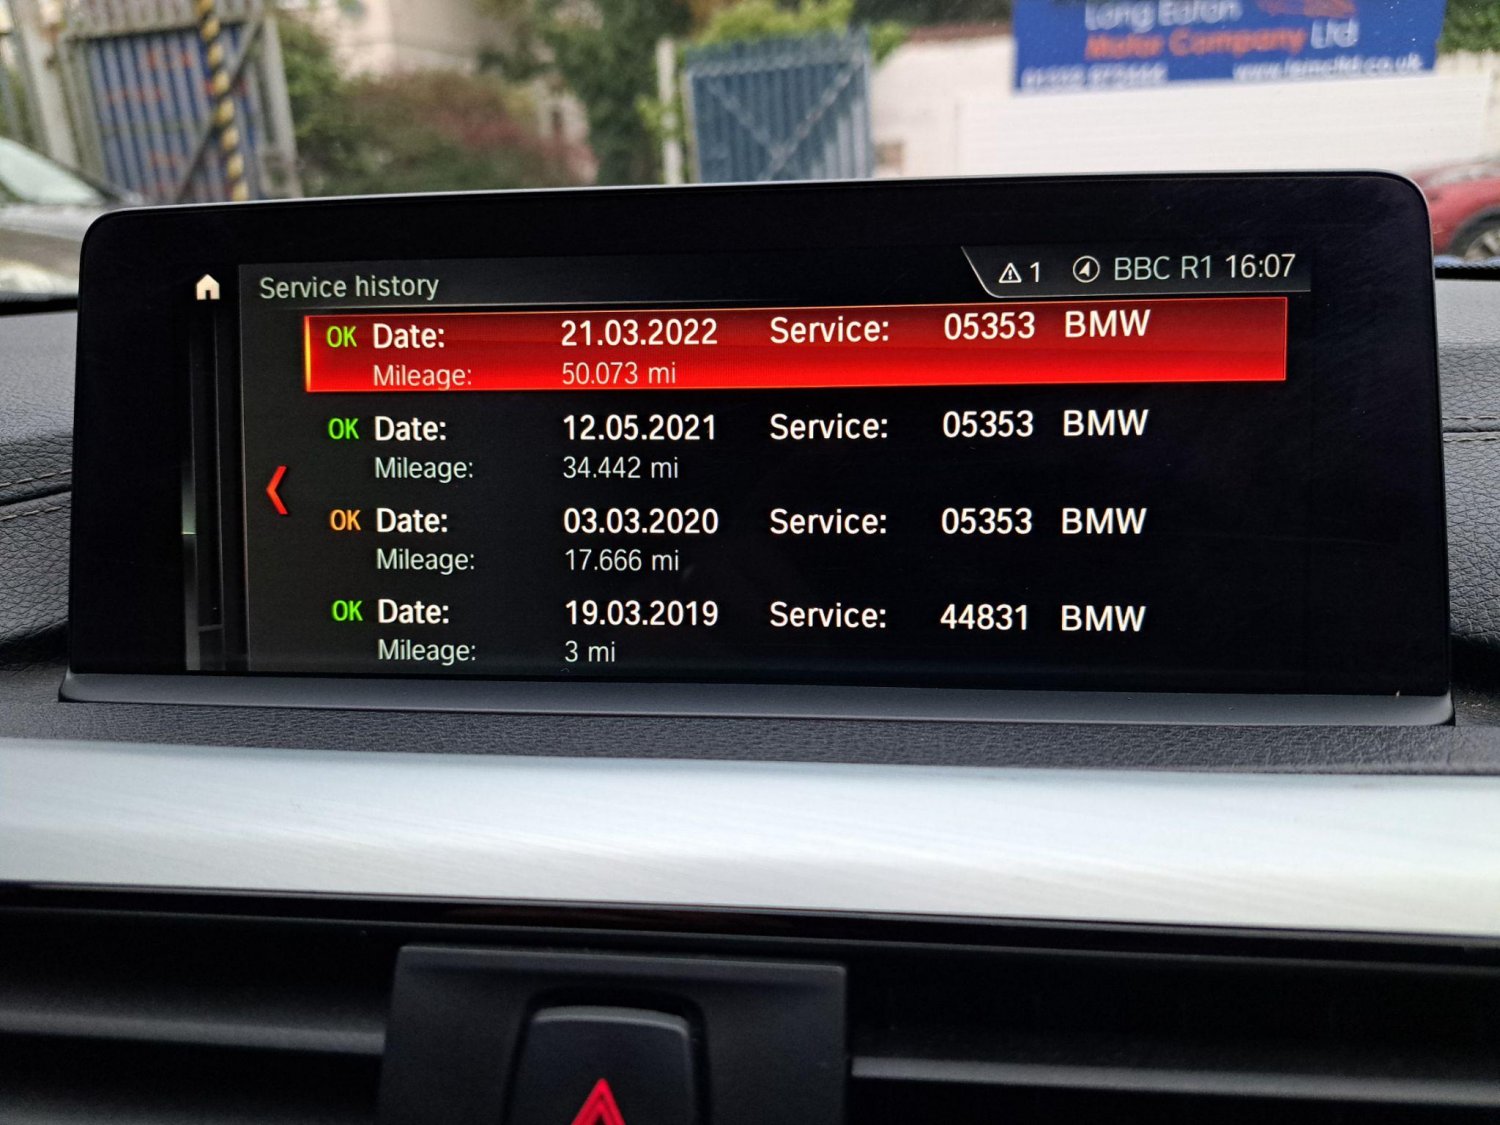 Long Eaton
Motor Company Ltd
Service history
1 BBC R1 16:07
OK Date: 21.03.2022 Service: 05353 BMW
Mileage: 50.073 mi
OK Date: 12.05.2021 Service: 05353 BMW
Mileage: 34.442 mi
OK Date: 03.03.2020 Service: 05353 BMW
Mileage: 17.666 mi
OK Date: 19.03.2019 Service: 44831 BMW
Mileage: 3 mi